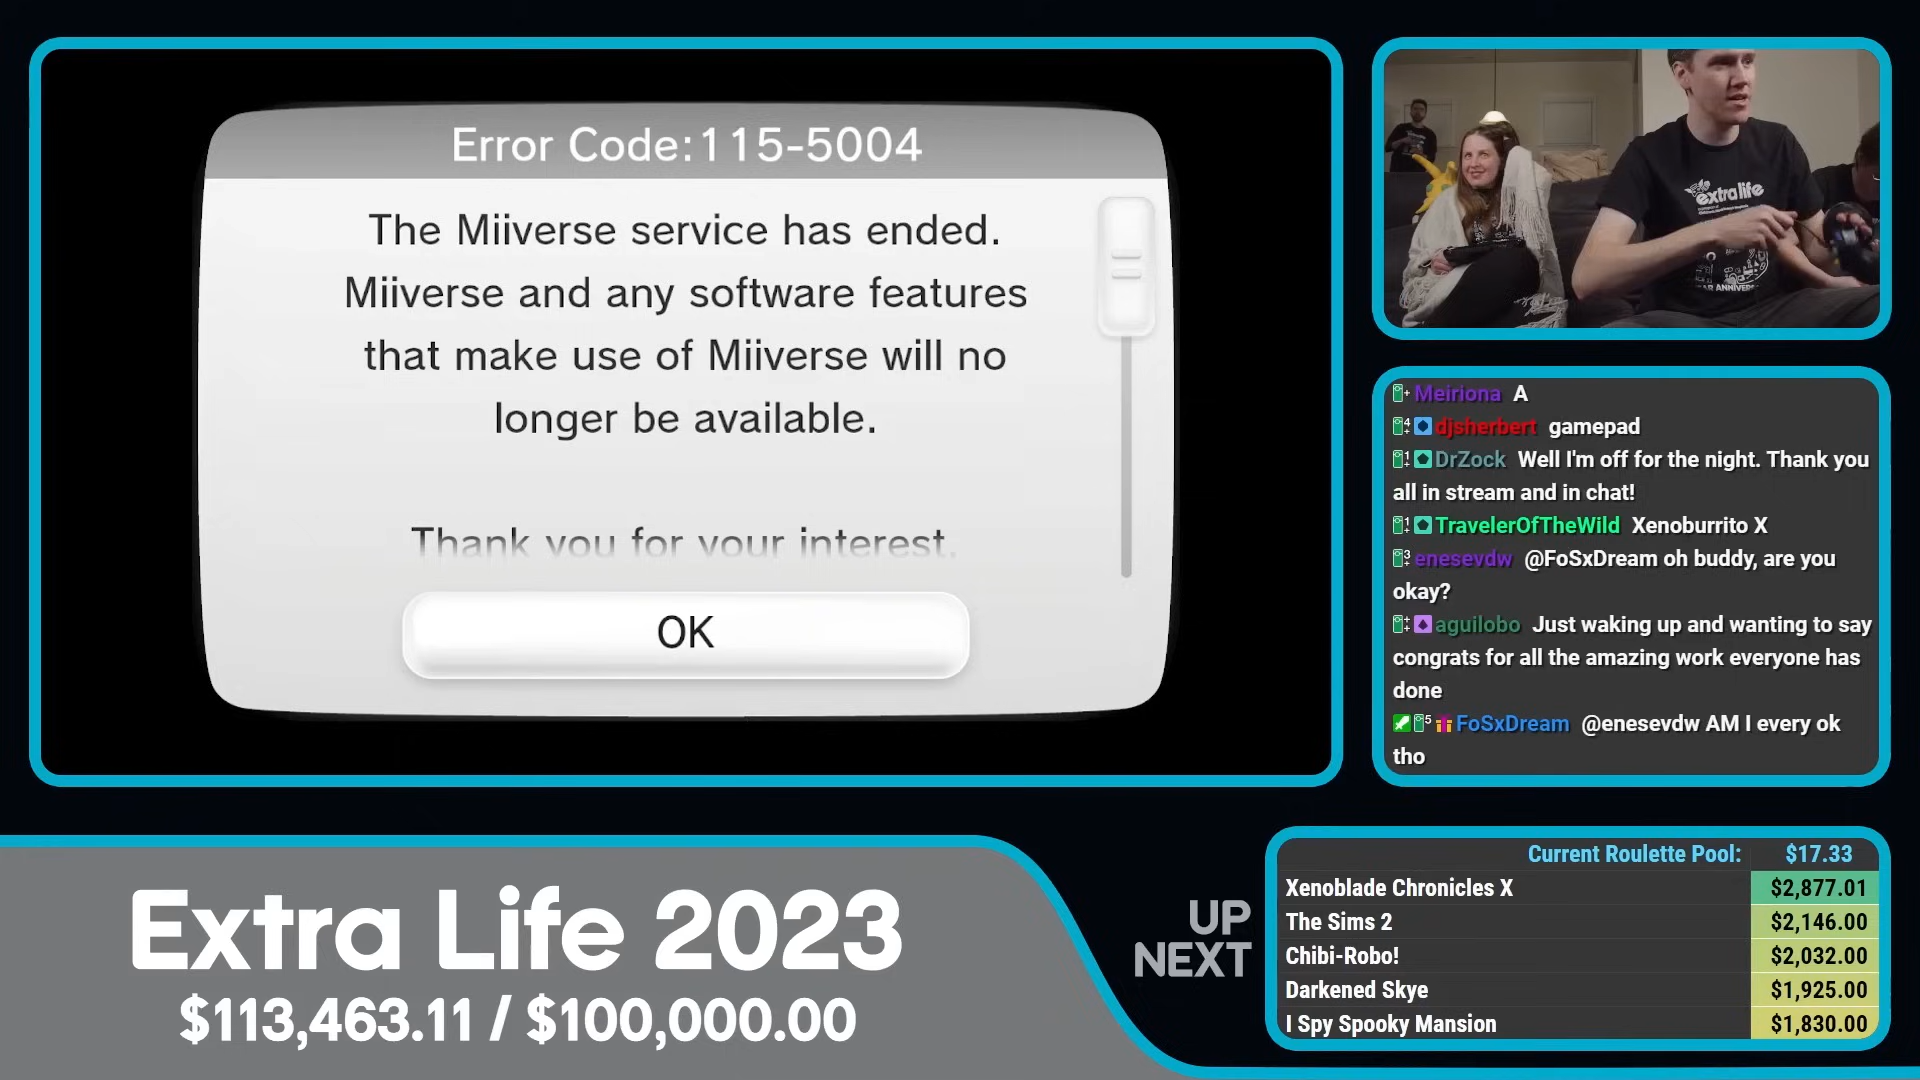 Error Code:115-5004
The Miiverse service has ended.
Miiverse and any software features
that make use of Miiverse will no
longer be available.
Thank you for your interest.
OK
extralife
Meiriona A
djsherbert gamepad
DrZock Well I'm off for the night. Thank you
all in stream and in chat!
TravelerOfTheWild Xenoburrito X
enesevdw @FoSxDream oh buddy, are you
okay?
aguilobo Just waking up and wanting to say
congrats for all the amazing work everyone has
done
FoSxDream @enesevdw AM I every ok
tho
Extra Life 2023
$113,463.11 / $100,000.00
UP
NEXT
Current Roulette Pool: $17.33
Xenoblade Chronicles X $2,877.01
The Sims 2 $2,146.00
Chibi-Robo! $2,032.00
Darkened Skye $1,925.00
I Spy Spooky Mansion $1,830.00